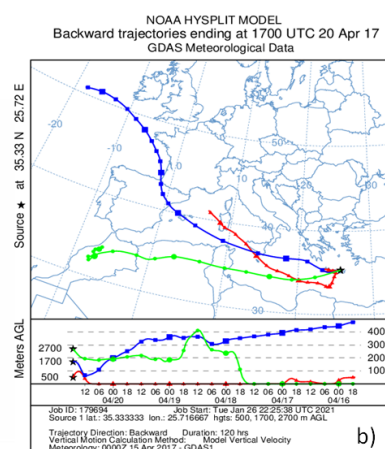 NOAA HYSPLIT MODEL
Backward trajectories ending at 1700 UTC 20 Apr 17
GDAS Meteorological Data
Source ★ at 35.33 N 25.72 E
-20
-10
0
10
50
30
Meters AGL
2700
1700
500
400
300
200
100
12 06 00 18 12 06 00 18 12 06 00 18 12 06 00 18 12 06 00 18
04/20 04/19 04/18 04/17 04/16
Job ID: 179694 Job Start: Tue Jan 26 22:25:38 UTC 2021
Source 1 lat.: 35.333333 lon.: 25.716667 hgts: 500, 1700, 2700 m AGL
Trajectory Direction: Backward Duration: 120 hrs
Vertical Motion Calculation Method: Model Vertical Velocity
Meteorology: 0000Z 15 Apr 2017 - GDAS1
b)